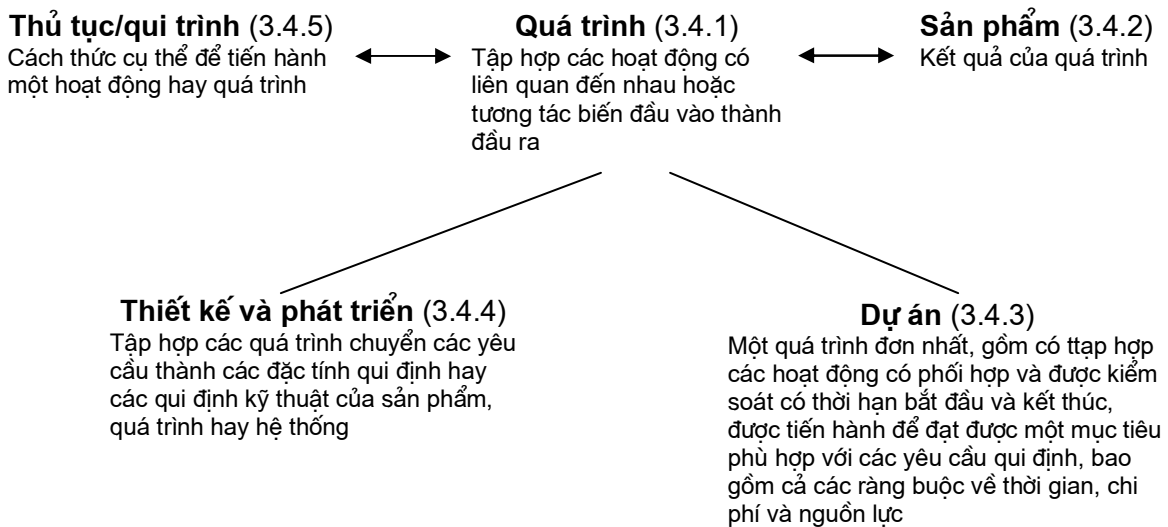 Thủ tục/qui trình (3.4.5)
Cách thức cụ thể để tiến hành
một hoạt động hay quá trình
Quá trình (3.4.1)
Tập hợp các hoạt động có
liên quan đến nhau hoặc
tương tác biến đầu vào thành
đầu ra
Sản phẩm (3.4.2)
Kết quả của quá trình
Thiết kế và phát triển (3.4.4)
Tập hợp các quá trình chuyển các yêu
cầu thành các đặc tính qui định hay
các qui định kỹ thuật của sản phẩm,
quá trình hay hệ thống
Dự án (3.4.3)
Một quá trình đơn nhất, gồm có ttạp hợp
các hoạt động có phối hợp và được kiểm
soát có thời hạn bắt đầu và kết thúc,
được tiến hành để đạt được một mục tiêu
phù hợp với các yêu cầu qui định, bao
gồm cả các ràng buộc về thời gian, chi
phí và nguồn lực